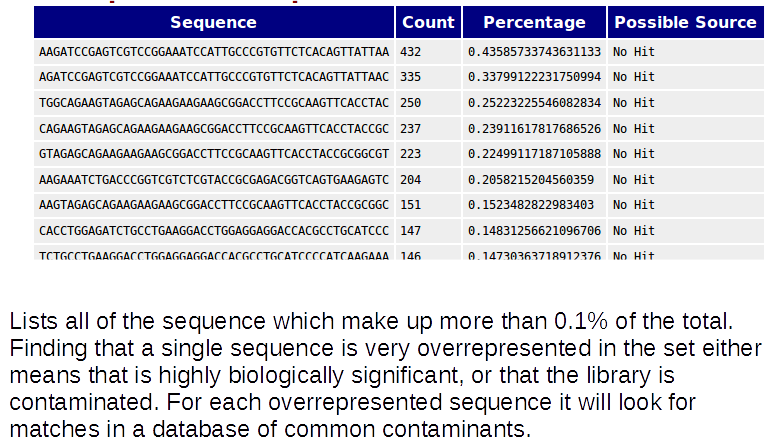 Sequence Count Percentage Possible Source
AAGATCCGAGTCGTCCGGAAATCCATTGCCCGTGTTCTCACAGTTATTAA 432 0.43585733743631133 No Hit
AGATCCGAGTCGTCCGGAAATCCATTGCCCGTGTTCTCACAGTTATTAAC 335 0.33799122231750994 No Hit
TGGCAGAAGTAGAGCAGAAGAAGAAGCGGACCTTCCGCAAGTTCACCTAC 250 0.25223225546082834 No Hit
CAGAAGTAGAGCAGAAGAAGAAGCGGACCTTCCGCAAGTTCACCTACCGC 237 0.23911617817686526 No Hit
GTAGAGCAGAAGAAGAAGCGGACCTTCCGCAAGTTCACCTACCGCGGCGT 223 0.22499117187105888 No Hit
AAGAAATCTGACCCGGTCGTCTCGTACCGCGAGACGGTCAGTGAAGAGTC 204 0.2058215204560359 No Hit
AAGTAGAGCAGAAGAAGAAGCGGACCTTCCGCAAGTTCACCTACCGCGGC 151 0.1523482822983403 No Hit
CACCTGGAGATCTGCCTGAAGGACCTGGAGGAGGACCACGCCTGCATCCC 147 0.14831256621096706 No Hit
TCTGCCTGAAGGACCTGGAGGAGGACCACGCCTGCATCCCCATCAAGAAA 146 0.14730363718912376 No Hit
Lists all of the sequence which make up more than 0.1% of the total.
Finding that a single sequence is very overrepresented in the set either
means that is highly biologically significant, or that the library is
contaminated. For each overrepresented sequence it will look for
matches in a database of common contaminants.